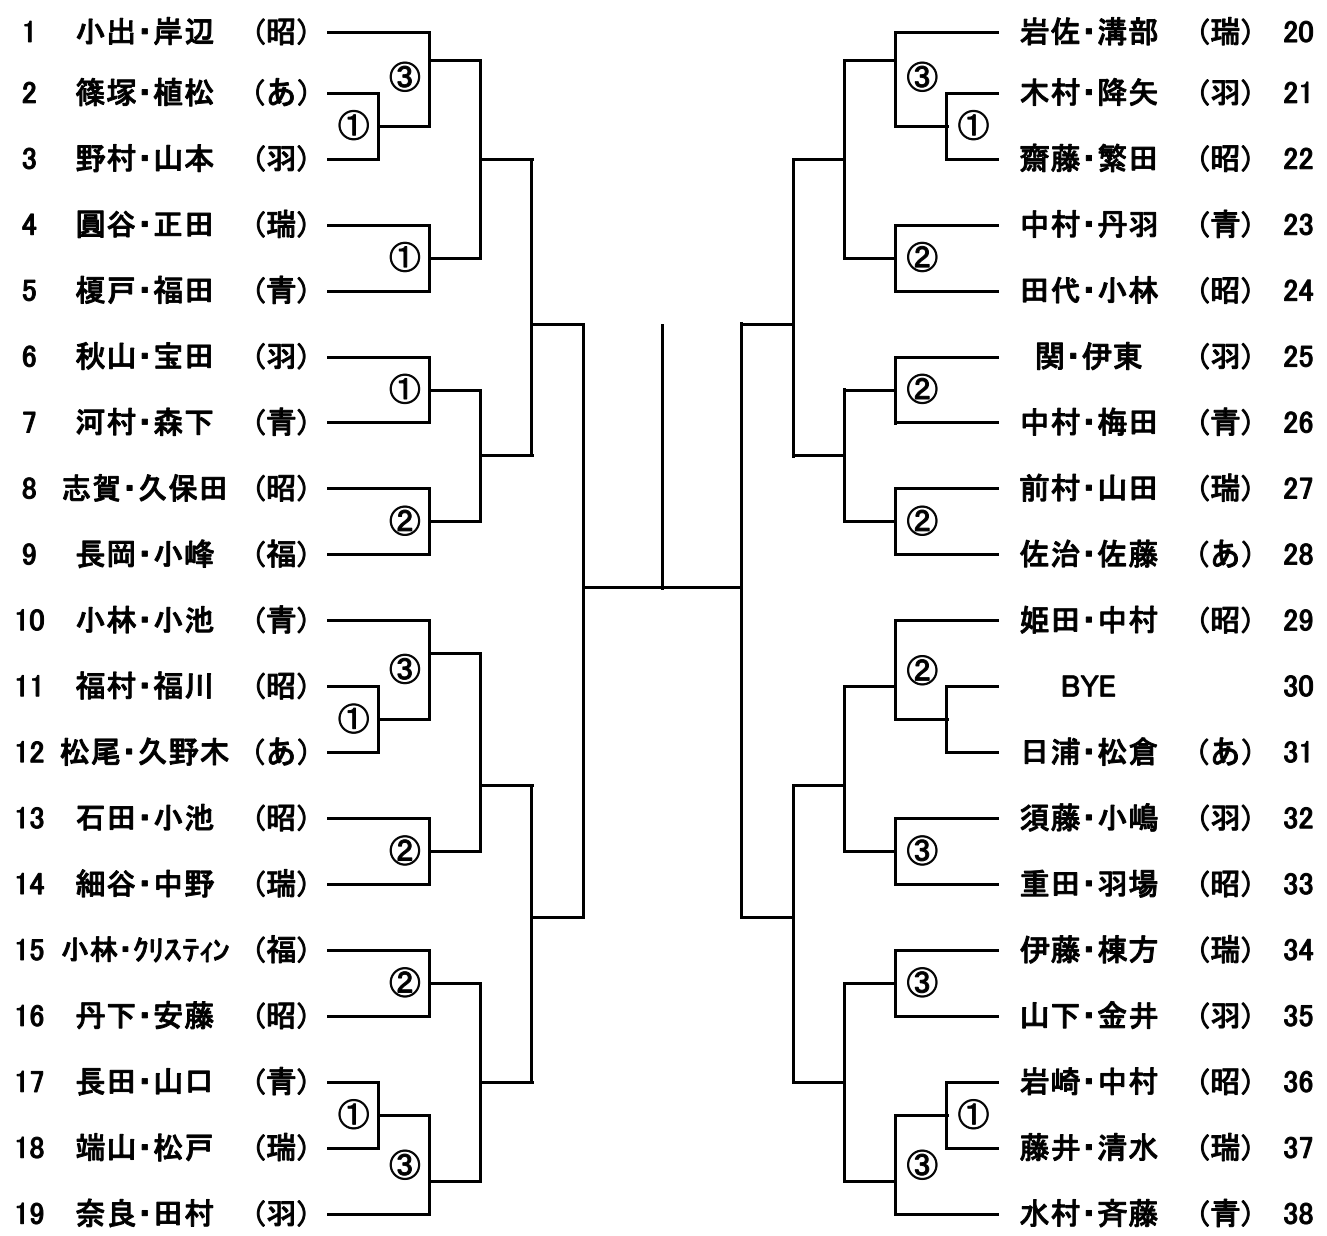 1 小出・岸辺 (昭) ③ ③ 岩佐・溝部 (瑞) 20
2 篠塚・植松 (あ) ① ① 木村・降矢 (羽) 21
3 野村・山本 (羽) 齋藤・繁田 (昭) 22
4 圓谷・正田 (瑞) ① ② 中村・丹羽 (青) 23
5 榎戸・福田 (青) 田代・小林 (昭) 24
6 秋山・宝田 (羽) ① ② 関・伊東 (羽) 25
7 河村・森下 (青) 中村・梅田 (青) 26
8 志賀・久保田 (昭) ② ② 前村・山田 (瑞) 27
9 長岡・小峰 (福) 佐治・佐藤 (あ) 28
10 小林・小池 (青) ③ ② 姫田・中村 (昭) 29
11 福村・福川 (昭) ① BYE 30
12 松尾・久野木 (あ) 日浦・松倉 (あ) 31
13 石田・小池 (昭) ② ③ 須藤・小嶋 (羽) 32
14 細谷・中野 (瑞) 重田・羽場 (昭) 33
15 小林・ｸﾘｽﾃｨﾝ (福) ② ③ 伊藤・棟方 (瑞) 34
16 丹下・安藤 (昭) 山下・金井 (羽) 35
17 長田・山口 (青) ① ① 岩崎・中村 (昭) 36
18 端山・松戸 (瑞) ③ ③ 藤井・清水 (瑞) 37
19 奈良・田村 (羽) 水村・斉藤 (青) 38